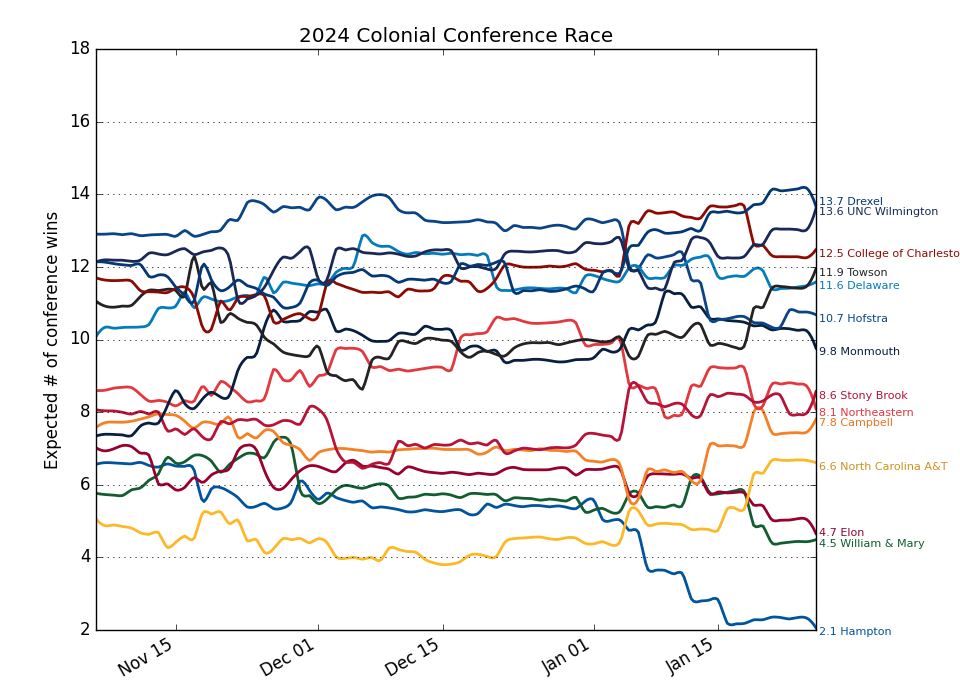 2024 Colonial Conference Race
Expected # of conference wins
18
16
14
12
10
8
6
4
2
Nov 15
Dec 01
Dec 15
Jan 01
Jan 15
13.7 Drexel
13.6 UNC Wilmington
12.5 College of Charlesto
11.9 Towson
11.6 Delaware
10.7 Hofstra
9.8 Monmouth
8.6 Stony Brook
8.1 Northeastern
7.8 Campbell
6.6 North Carolina A&T
4.7 Elon
4.5 William & Mary
2.1 Hampton